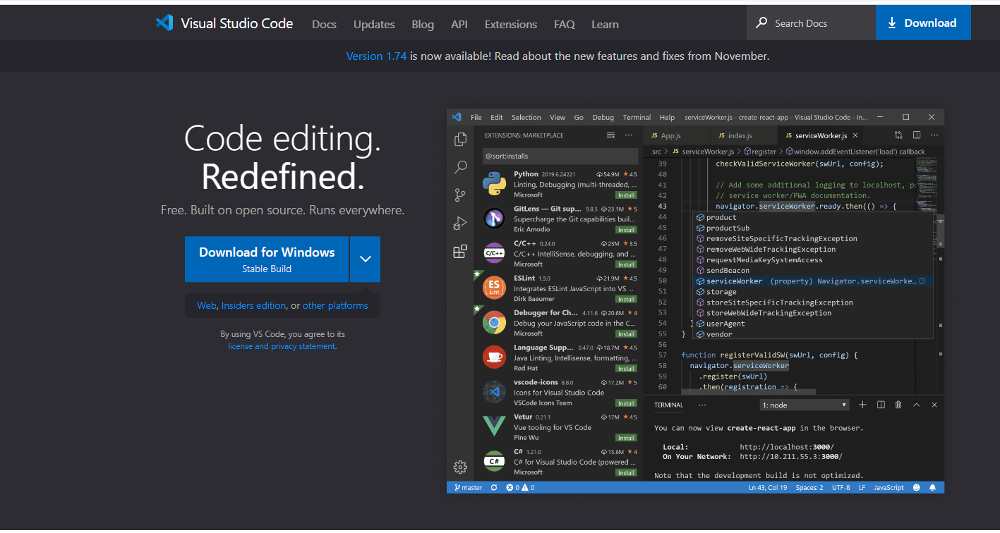 Visual Studio Code Docs Updates Blog API Extensions FAQ Learn Search Docs Download
Version 1.74 is now available! Read about the new features and fixes from November.
Code editing.
Redefined.
Free. Built on open source. Runs everywhere.
Download for Windows
Stable Build
Web, Insiders edition, or other platforms
By using VS Code, you agree to its
license and privacy statement.
File Edit Selection View Go Debug Terminal Help serviceWorker.js - create-react-app - Visual Studio Code - In...
EXTENSIONS: MARKETPLACE
@sort:installs
Python 2019.6.24221 54.9M 4.5
Linting, Debugging (multi-threaded, ...
Microsoft Install
GitLens — Git sup... 9.8.5 23.1M 5
Supercharge the Git capabilities buil...
Eric Amodio Install
C/C++
C/C++ 0.24.0 23M 3.5
C/C++ IntelliSense, debugging, and ...
Microsoft Install
ES
Lint
ESLint 1.9.0 21.9M 4.5
Integrates ESLint JavaScript into VS ...
Dirk Baeumer Install
Debugger for Ch... 4.11.6 20.6M 4
Debug your JavaScript code in the C...
Microsoft Install
Language Supp... 0.47.0 18.7M 4.5
Java Linting, Intellisense, formatting, ...
Red Hat Install
vscode-icons 8.8.0 17.2M 5
Icons for Visual Studio Code
VSCode Icons Team Install
Vetur 0.21.1 17M 4.5
Vue tooling for VS Code
Pine Wu Install
C#
C# 1.21.0 15.6M 4
C# for Visual Studio Code (powered ...
Microsoft Install
JS App.js JS index.js JS serviceWorker.js
src > JS serviceWorker.js > register > window.addEventListener('load') callback
39 checkValidServiceWorker(swUrl, config);
40
41 // Add some additional logging to localhost, p
42 // service worker/PWA documentation.
43 navigator.serviceWorker.ready.then(() => {
44 product
45 productSub
46 removeSiteSpecificTrackingException
47 removeWebWideTrackingException
48 requestMediaKeySystemAccess
49 sendBeacon
50 serviceWorker (property) Navigator.serviceWorke...
51 storage
52 storeSiteSpecificTrackingException
53 storeWebWideTrackingException
54 } userAgent
55 } vendor
56
57 function registerValidSW(swUrl, config) {
58 navigator.serviceWorker
59 .register(swUrl)
60 .then(registration => {
TERMINAL ... 1: node
You can now view create-react-app in the browser.
Local: http://localhost:3000/
On Your Network: http://10.211.55.3:3000/
Note that the development build is not optimized.
master 0 0 Ln 43, Col 19 Spaces: 2 UTF-8 LF JavaScript